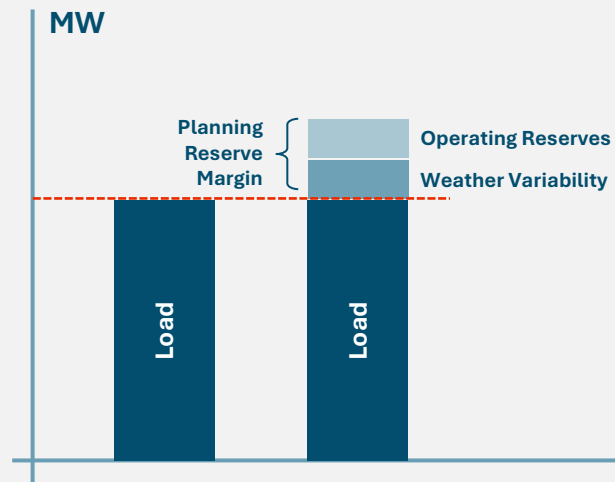 MW
Planning
Reserve
Margin
Operating Reserves
Weather Variability
Load
Load